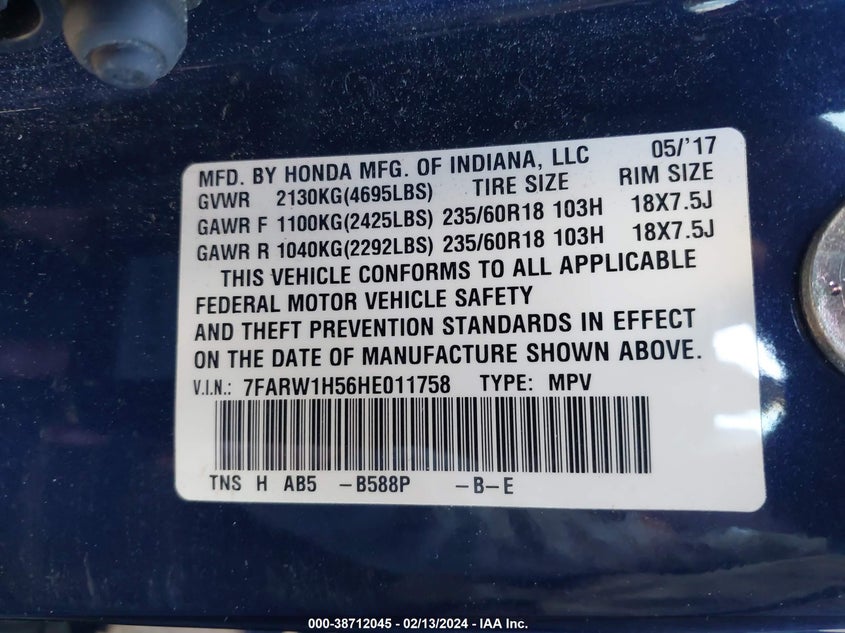 MFD. BY HONDA MFG. OF INDIANA, LLC 05/'17
GVWR 2130KG(4695LBS) TIRE SIZE RIM SIZE
GAWR F 1100KG(2425LBS) 235/60R18 103H 18X7.5J
GAWR R 1040KG(2292LBS) 235/60R18 103H 18X7.5J
THIS VEHICLE CONFORMS TO ALL APPLICABLE
FEDERAL MOTOR VEHICLE SAFETY
AND THEFT PREVENTION STANDARDS IN EFFECT
ON THE DATE OF MANUFACTURE SHOWN ABOVE.
V.I.N.: 7FARW1H56HE011758 TYPE: MPV
TNS H AB5 -B588P -B-E
000-38712045 - 02/13/2024 - IAA Inc.